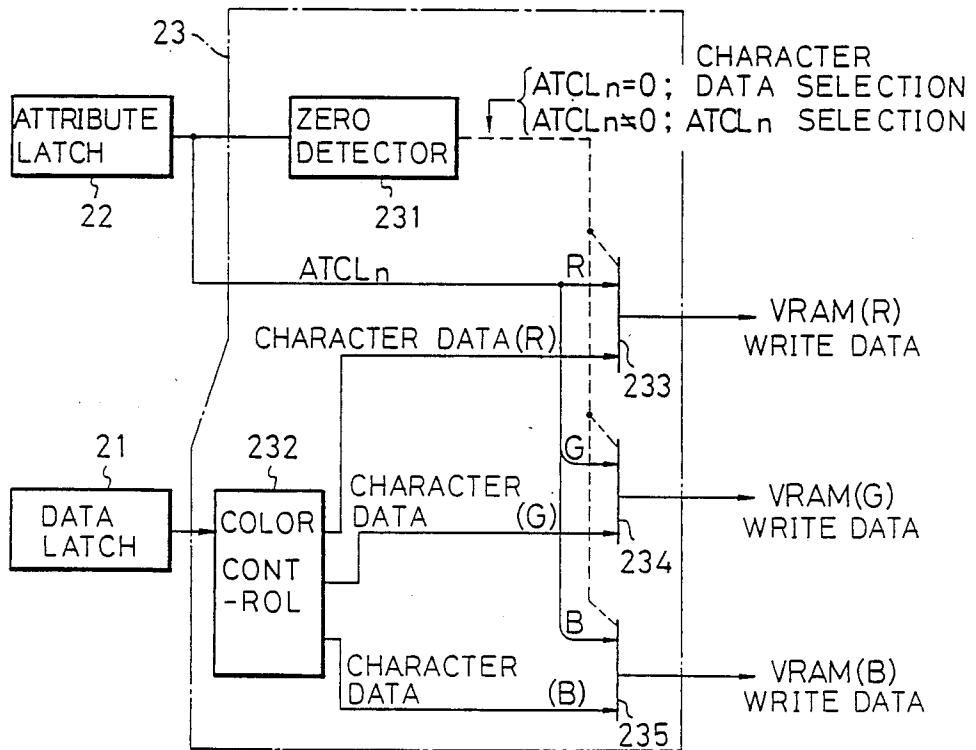 23
CHARACTER
ATCLn=0; DATA SELECTION
ATCLn≠0; ATCLn SELECTION
ATTRIBUTE
LATCH
22
ZERO
DETECTOR
231
ATCLn
R
VRAM(R)
WRITE DATA
CHARACTER DATA(R)
233
21
232
G
CHARACTER
DATA (G)
VRAM(G)
WRITE DATA
DATA
LATCH
COLOR
CONT
-ROL
234
B
CHARACTER
DATA (B)
VRAM(B)
WRITE DATA
235